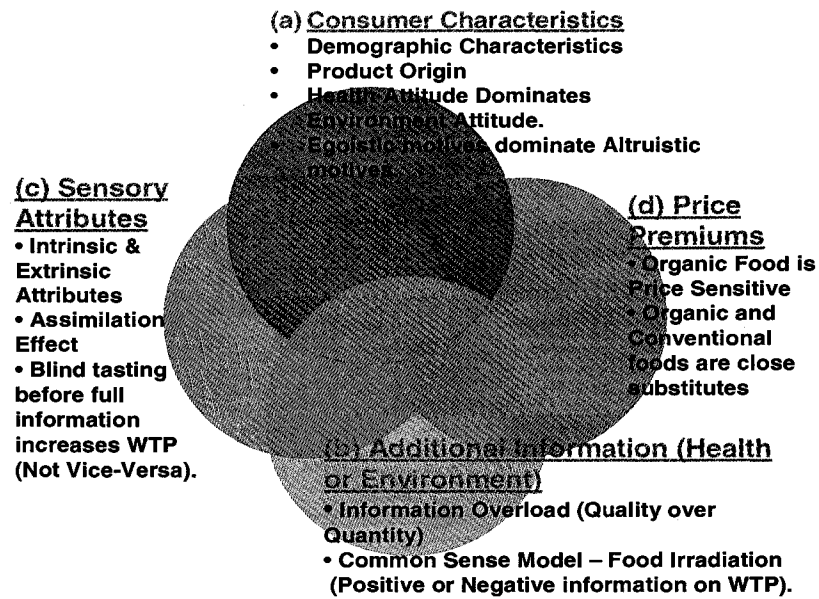 (a) Consumer Characteristics
• Demographic Characteristics
• Product Origin
• Health Attitude Dominates
Environment Attitude.
• Egoistic motives dominate Altruistic
motives.
(c) Sensory
Attributes
• Intrinsic &
Extrinsic
Attributes
• Assimilation
Effect
• Blind tasting
before full
information
increases WTP
(Not Vice-Versa).
(d) Price
Premiums
• Organic Food is
Price Sensitive
• Organic and
Conventional
foods are close
substitutes
(b) Additional Information (Health
or Environment)
• Information Overload (Quality over
Quantity)
• Common Sense Model – Food Irradiation
(Positive or Negative information on WTP).